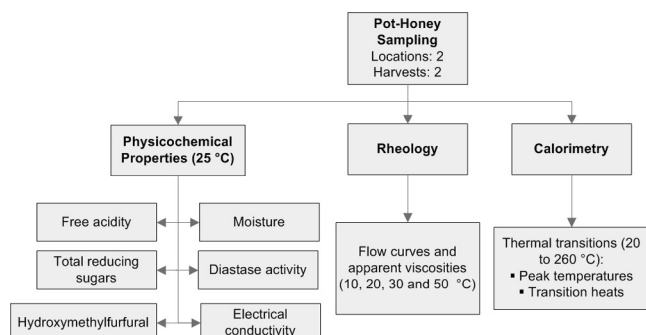 Pot-Honey
Sampling
Locations: 2
Harvests: 2
Physicochemical
Properties (25 °C)
Rheology
Calorimetry
Free acidity
Moisture
Total reducing
sugars
Diastase activity
Hydroxymethylfurfural
Electrical
conductivity
Flow curves and
apparent viscosities
(10, 20, 30 and 50 °C)
Thermal transitions (20
to 260 °C):
▪ Peak temperatures
▪ Transition heats